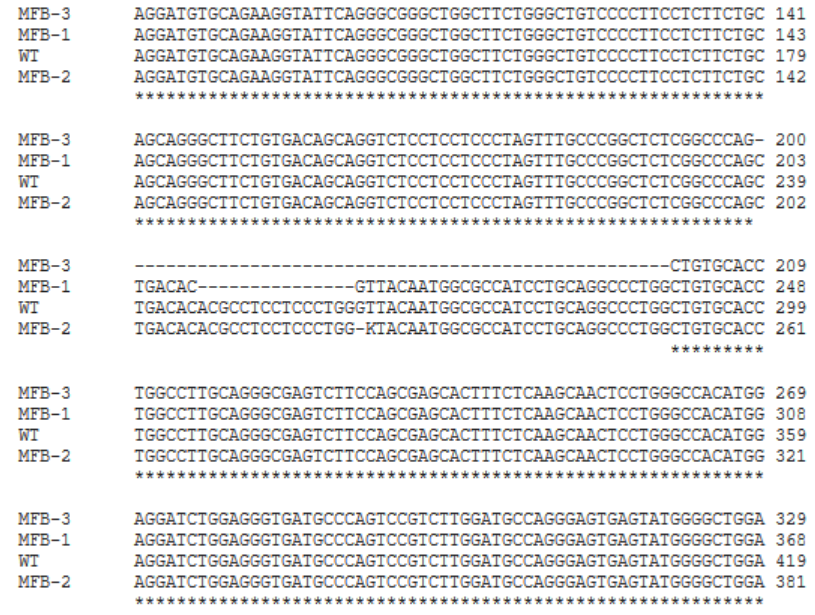 MFB-3 AGGATGTGCAGAAGGTATTCAGGGCGGGCTGGCTTCTGGGCTGTCCCCTTCCTCTTCTGC 141
MFB-1 AGGATGTGCAGAAGGTATTCAGGGCGGGCTGGCTTCTGGGCTGTCCCCTTCCTCTTCTGC 143
WT AGGATGTGCAGAAGGTATTCAGGGCGGGCTGGCTTCTGGGCTGTCCCCTTCCTCTTCTGC 179
MFB-2 AGGATGTGCAGAAGGTATTCAGGGCGGGCTGGCTTCTGGGCTGTCCCCTTCCTCTTCTGC 142
************************************************************
MFB-3 AGCAGGGCTTCTGTGACAGCAGGTCTCCTCCTCCCTAGTTTGCCCGGCTCTCGGCCCAG- 200
MFB-1 AGCAGGGCTTCTGTGACAGCAGGTCTCCTCCTCCCTAGTTTGCCCGGCTCTCGGCCCAGC 203
WT AGCAGGGCTTCTGTGACAGCAGGTCTCCTCCTCCCTAGTTTGCCCGGCTCTCGGCCCAGC 239
MFB-2 AGCAGGGCTTCTGTGACAGCAGGTCTCCTCCTCCCTAGTTTGCCCGGCTCTCGGCCCAGC 202
***********************************************************
MFB-3 ---------------------------------------------------CTGTGCACC 209
MFB-1 TGACAC---------------GTTACAATGGCGCCATCCTGCAGGCCCTGGCTGTGCACC 248
WT TGACACACGCCTCCTCCCTGGGTTACAATGGCGCCATCCTGCAGGCCCTGGCTGTGCACC 299
MFB-2 TGACACACGCCTCCTCCCTGG-KTACAATGGCGCCATCCTGCAGGCCCTGGCTGTGCACC 261
*********
MFB-3 TGGCCTTGCAGGGCGAGTCTTCCAGCGAGCACTTTCTCAAGCAACTCCTGGGCCACATGG 269
MFB-1 TGGCCTTGCAGGGCGAGTCTTCCAGCGAGCACTTTCTCAAGCAACTCCTGGGCCACATGG 308
WT TGGCCTTGCAGGGCGAGTCTTCCAGCGAGCACTTTCTCAAGCAACTCCTGGGCCACATGG 359
MFB-2 TGGCCTTGCAGGGCGAGTCTTCCAGCGAGCACTTTCTCAAGCAACTCCTGGGCCACATGG 321
************************************************************
MFB-3 AGGATCTGGAGGGTGATGCCCAGTCCGTCTTGGATGCCAGGGAGTGAGTATGGGGCTGGA 329
MFB-1 AGGATCTGGAGGGTGATGCCCAGTCCGTCTTGGATGCCAGGGAGTGAGTATGGGGCTGGA 368
WT AGGATCTGGAGGGTGATGCCCAGTCCGTCTTGGATGCCAGGGAGTGAGTATGGGGCTGGA 419
MFB-2 AGGATCTGGAGGGTGATGCCCAGTCCGTCTTGGATGCCAGGGAGTGAGTATGGGGCTGGA 381
************************************************************